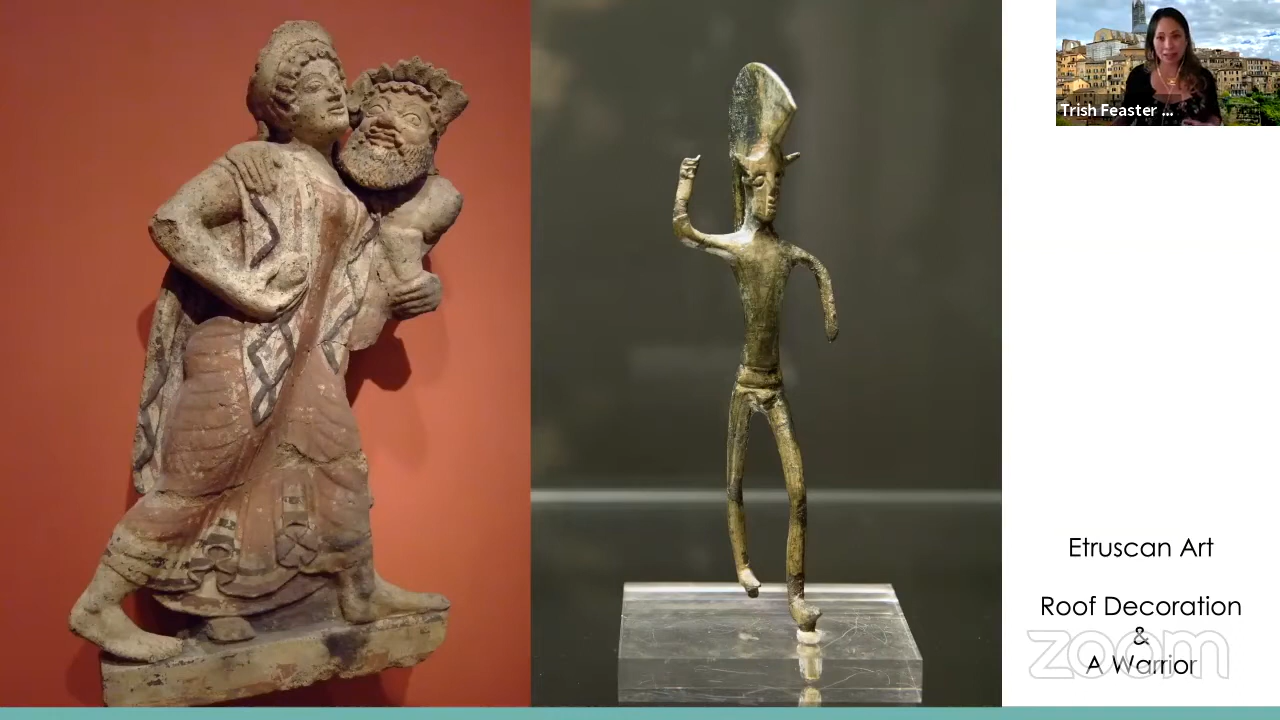 Trish Feaster ...
Etruscan Art
Roof Decoration
&
A Warrior
zoom